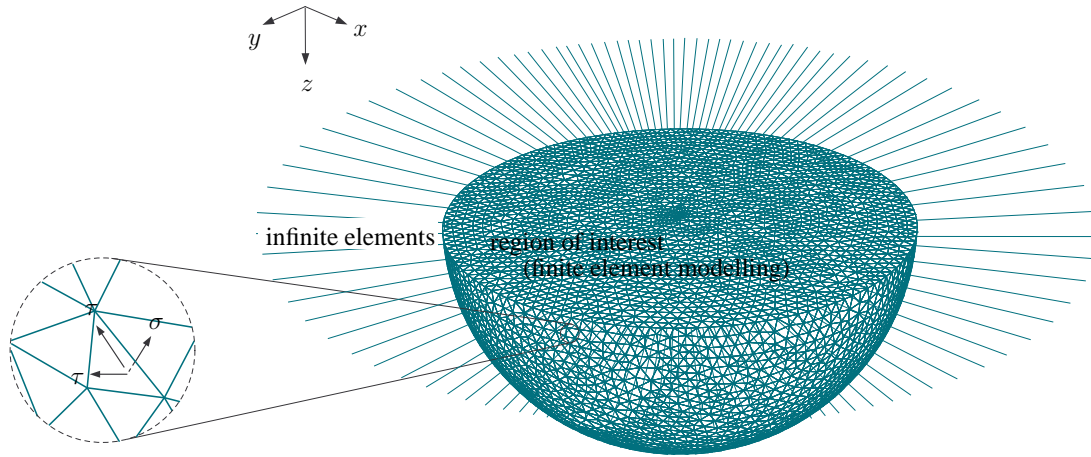 y
x
z
infinite elements
region of interest
(finite element modelling)
τ
σ
τ